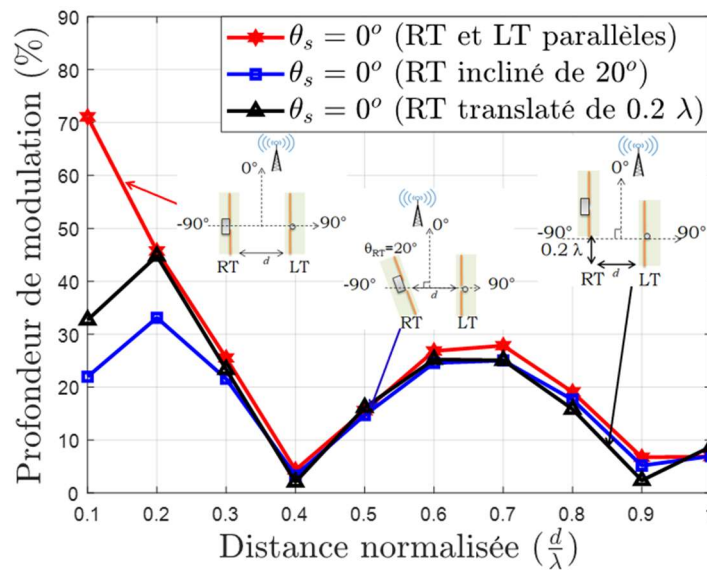 Profondeur de modulation (%)
90
80
70
60
50
40
30
20
10
0
θs = 0° (RT et LT parallèles)
θs = 0° (RT incliné de 20°)
θs = 0° (RT translaté de 0.2 λ)
0°
-90°
90°
d
RT
LT
0°
θRT=20°
-90°
90°
d
RT
LT
0°
-90°
90°
0.2 λ
d
RT
LT
0.1 0.2 0.3 0.4 0.5 0.6 0.7 0.8 0.9
Distance normalisée (d/λ)